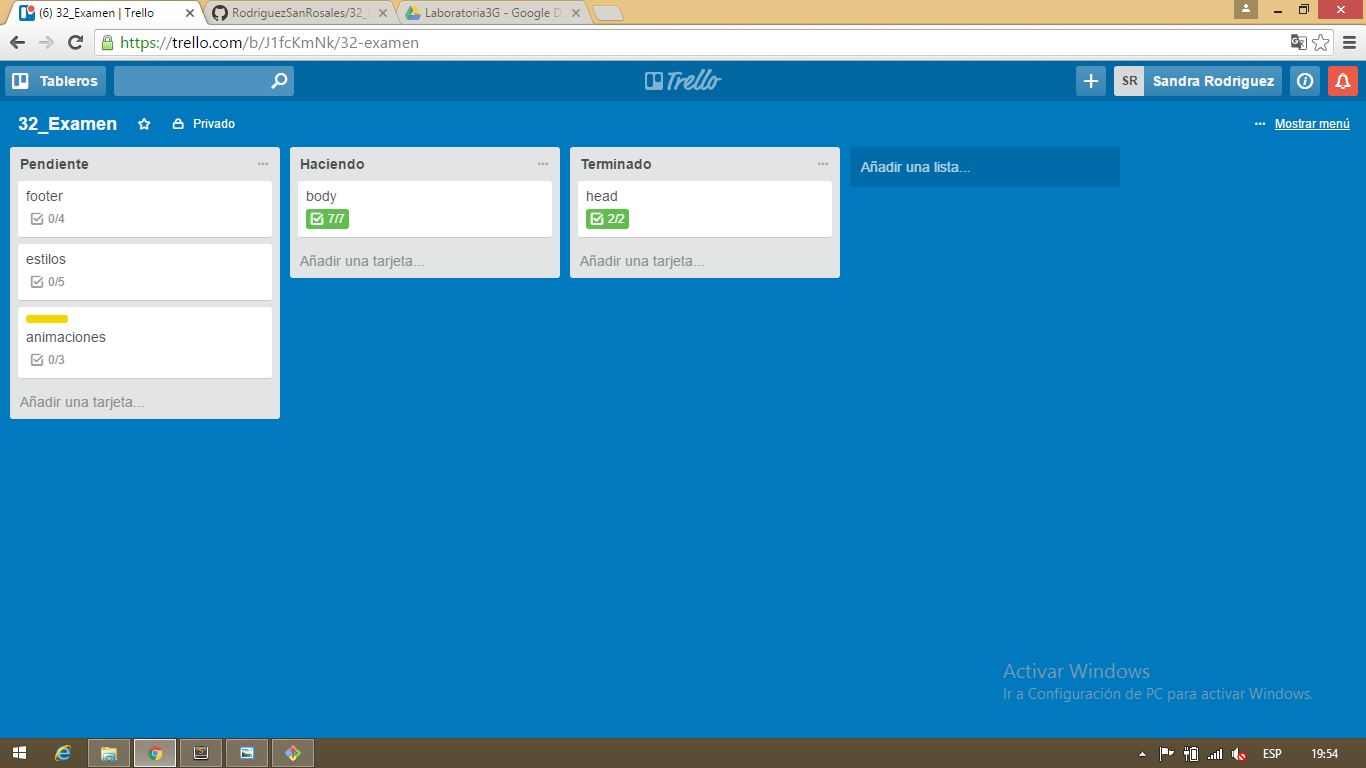 (6) 32_Examen | Trello
RodriguezSanRosales/32_
Laboratoria3G - Google D
https://trello.com/b/J1fcKmNk/32-examen
Tableros
Trello
SR
Sandra Rodríguez
32_Examen
Privado
Mostrar menú
Pendiente
footer
0/4
estilos
0/5
animaciones
0/3
Añadir una tarjeta...
Haciendo
body
7/7
Añadir una tarjeta...
Terminado
head
2/2
Añadir una tarjeta...
Añadir una lista...
Activar Windows
Ir a Configuración de PC para activar Windows.
ESP
19:54